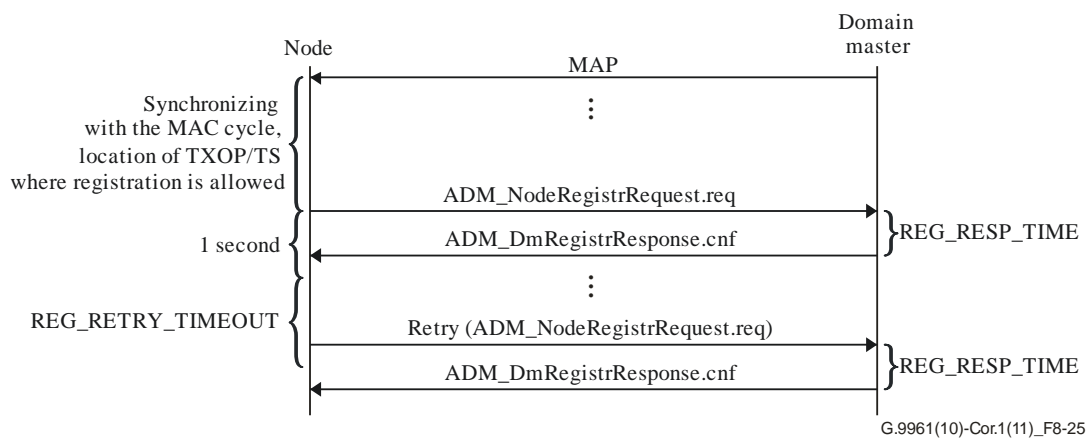 Domain
master
Node
MAP
Synchronizing
with the MAC cycle,
location of TXOP/TS
where registration is allowed
ADM_NodeRegistrRequest.req
REG_RESP_TIME
1 second
ADM_DmRegistrResponse.cnf
REG_RETRY_TIMEOUT
Retry (ADM_NodeRegistrRequest.req)
REG_RESP_TIME
ADM_DmRegistrResponse.cnf
G.9961(10)-Cor.1(11)_F8-25